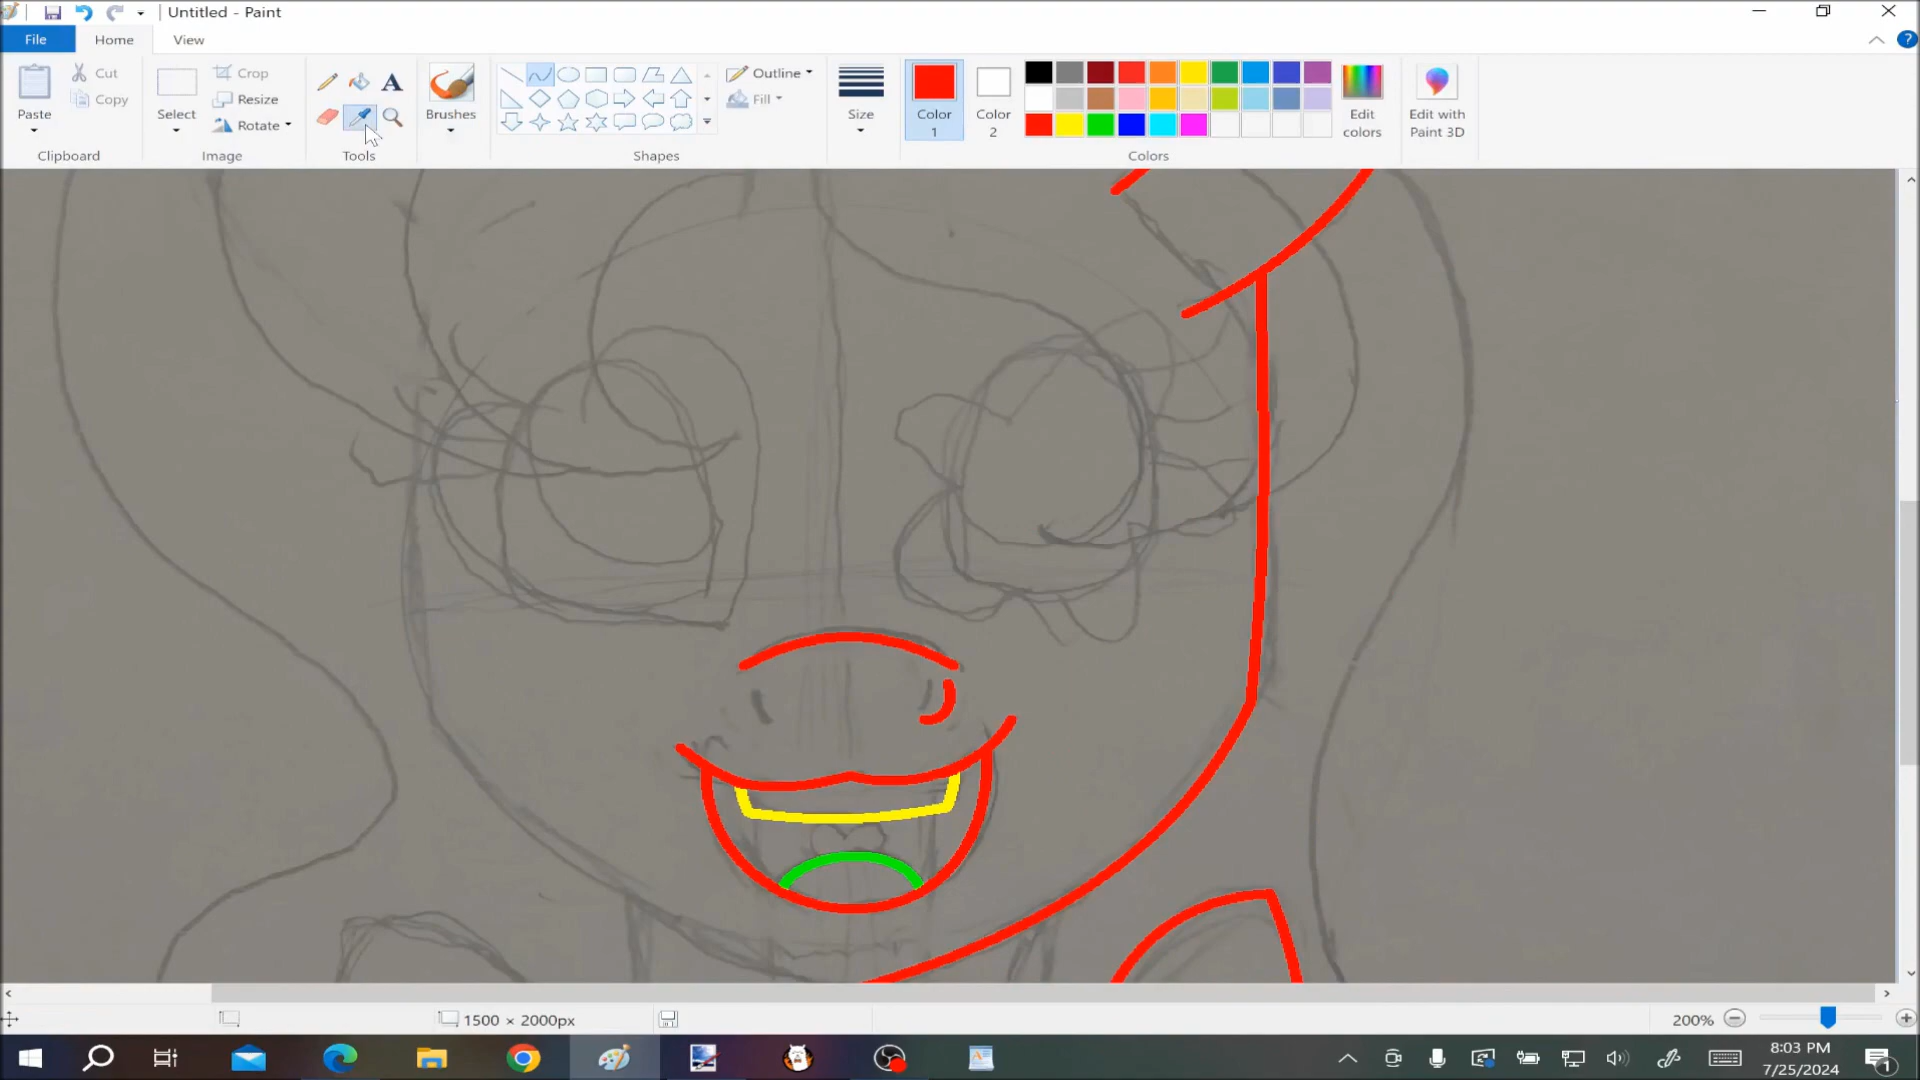 Untitled - Paint
File Home View ?
Paste
Cut
Copy
Clipboard
Select
Crop
Resize
Rotate
Image
A
Tools
Brushes
Outline
Fill
Shapes
Size
Color 1
Color 2
Colors
Edit colors
Edit with Paint 3D
1500 × 2000px
200%
8:03 PM
7/25/2024
1